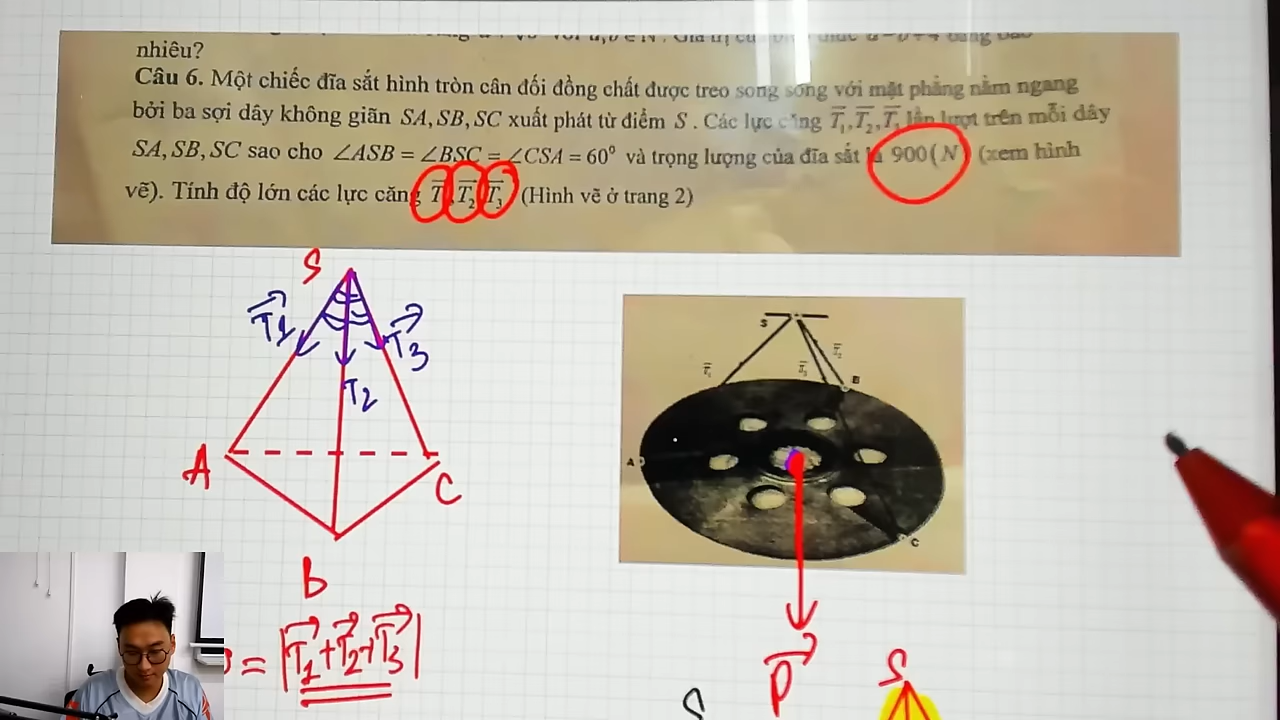 nhiêu?
Câu 6. Một chiếc đĩa sắt hình tròn cân đối đồng chất được treo song song với mặt phẳng nằm ngang
bởi ba sợi dây không giãn SA, SB, SC xuất phát từ điểm S. Các lực căng T₁, T₂, T₃ lần lượt trên mỗi dây
SA, SB, SC sao cho ∠ASB = ∠BSC = ∠CSA = 60° và trọng lượng của đĩa sắt là 900(N) (xem hình
vẽ). Tính độ lớn các lực căng T₁, T₂, T₃ (Hình vẽ ở trang 2)
S
T₁
T₃
T₂
A
C
b
= |T₁+T₂+T₃|
S
B
A
C
P
S
S